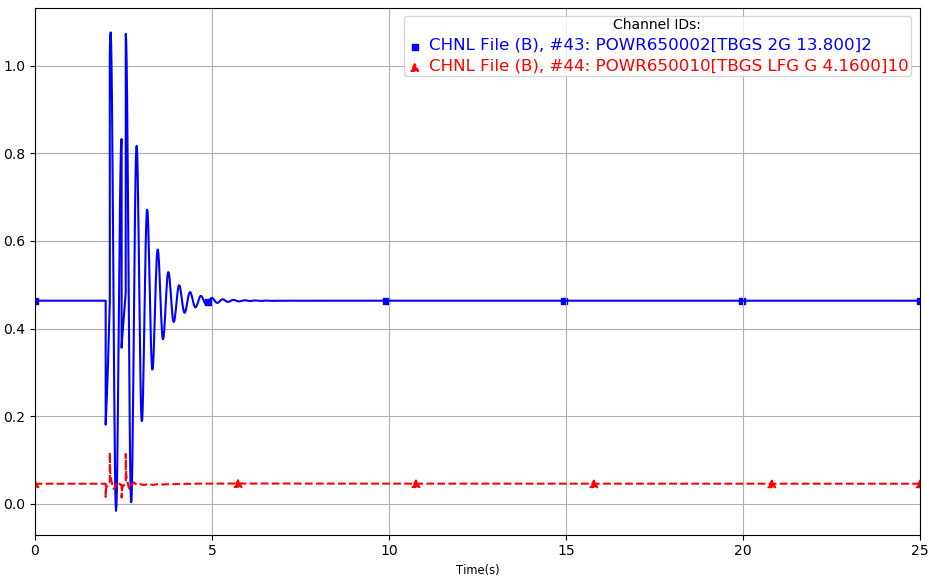 Channel IDs:
CHNL File (B), #43: POWR650002[TBGS 2G 13.800]2
CHNL File (B), #44: POWR650010[TBGS LFG G 4.1600]10
1.0
0.8
0.6
0.4
0.2
0.0
0 5 10 15 20 25
Time(s)